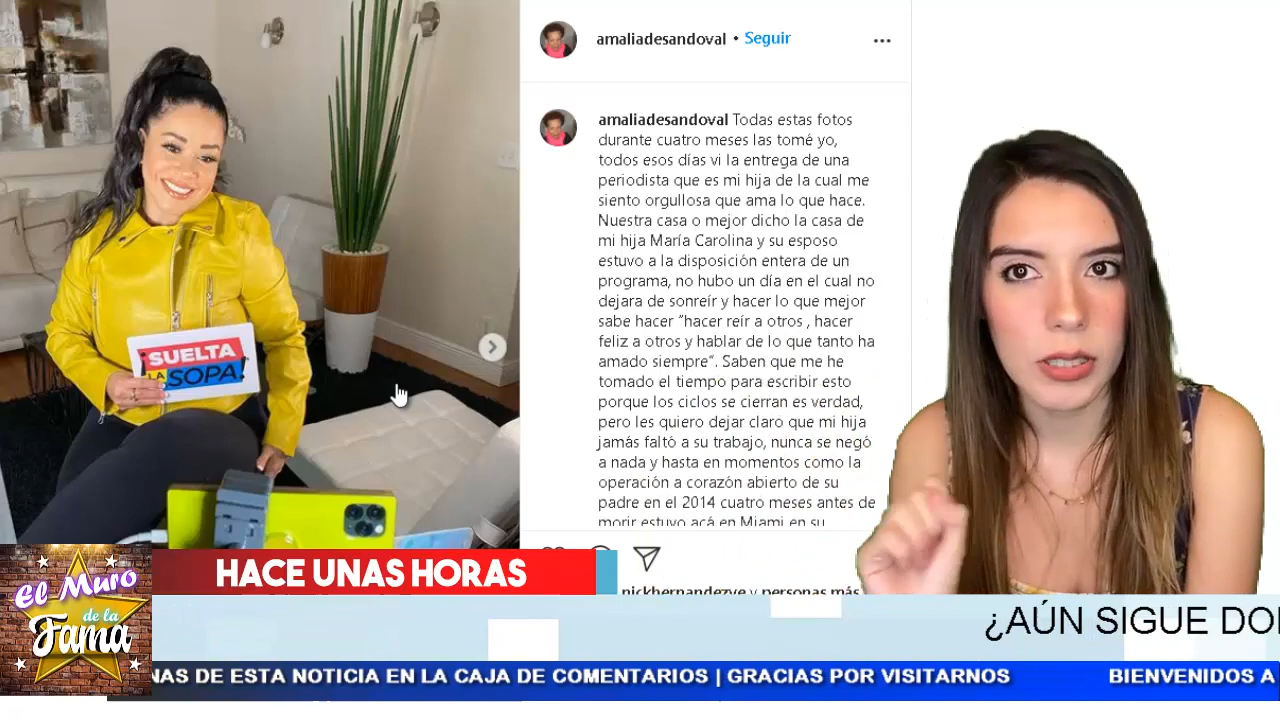 amaliadesandoval • Seguir
amaliadesandoval Todas estas fotos
durante cuatro meses las tomé yo,
todos esos días vi la entrega de una
periodista que es mi hija de la cual me
siento orgullosa que ama lo que hace.
Nuestra casa o mejor dicho la casa de
mi hija María Carolina y su esposo
estuvo a la disposición entera de un
programa, no hubo un día en el cual no
dejara de sonreír y hacer lo que mejor
sabe hacer "hacer reír a otros , hacer
feliz a otros y hablar de lo que tanto ha
amado siempre". Saben que me he
tomado el tiempo para escribir esto
porque los ciclos se cierran es verdad,
pero les quiero dejar claro que mi hija
jamás faltó a su trabajo, nunca se negó
a nada y hasta en momentos como la
operación a corazón abierto de su
padre en el 2014 cuatro meses antes de
morir estuvo acá en Miami en su
SUELTA
LA SOPA!
nickhernandezve y personas más
HACE UNAS HORAS
El Muro
de la
Fama
¿AÚN SIGUE DO
NAS DE ESTA NOTICIA EN LA CAJA DE COMENTARIOS | GRACIAS POR VISITARNOS
BIENVENIDOS A